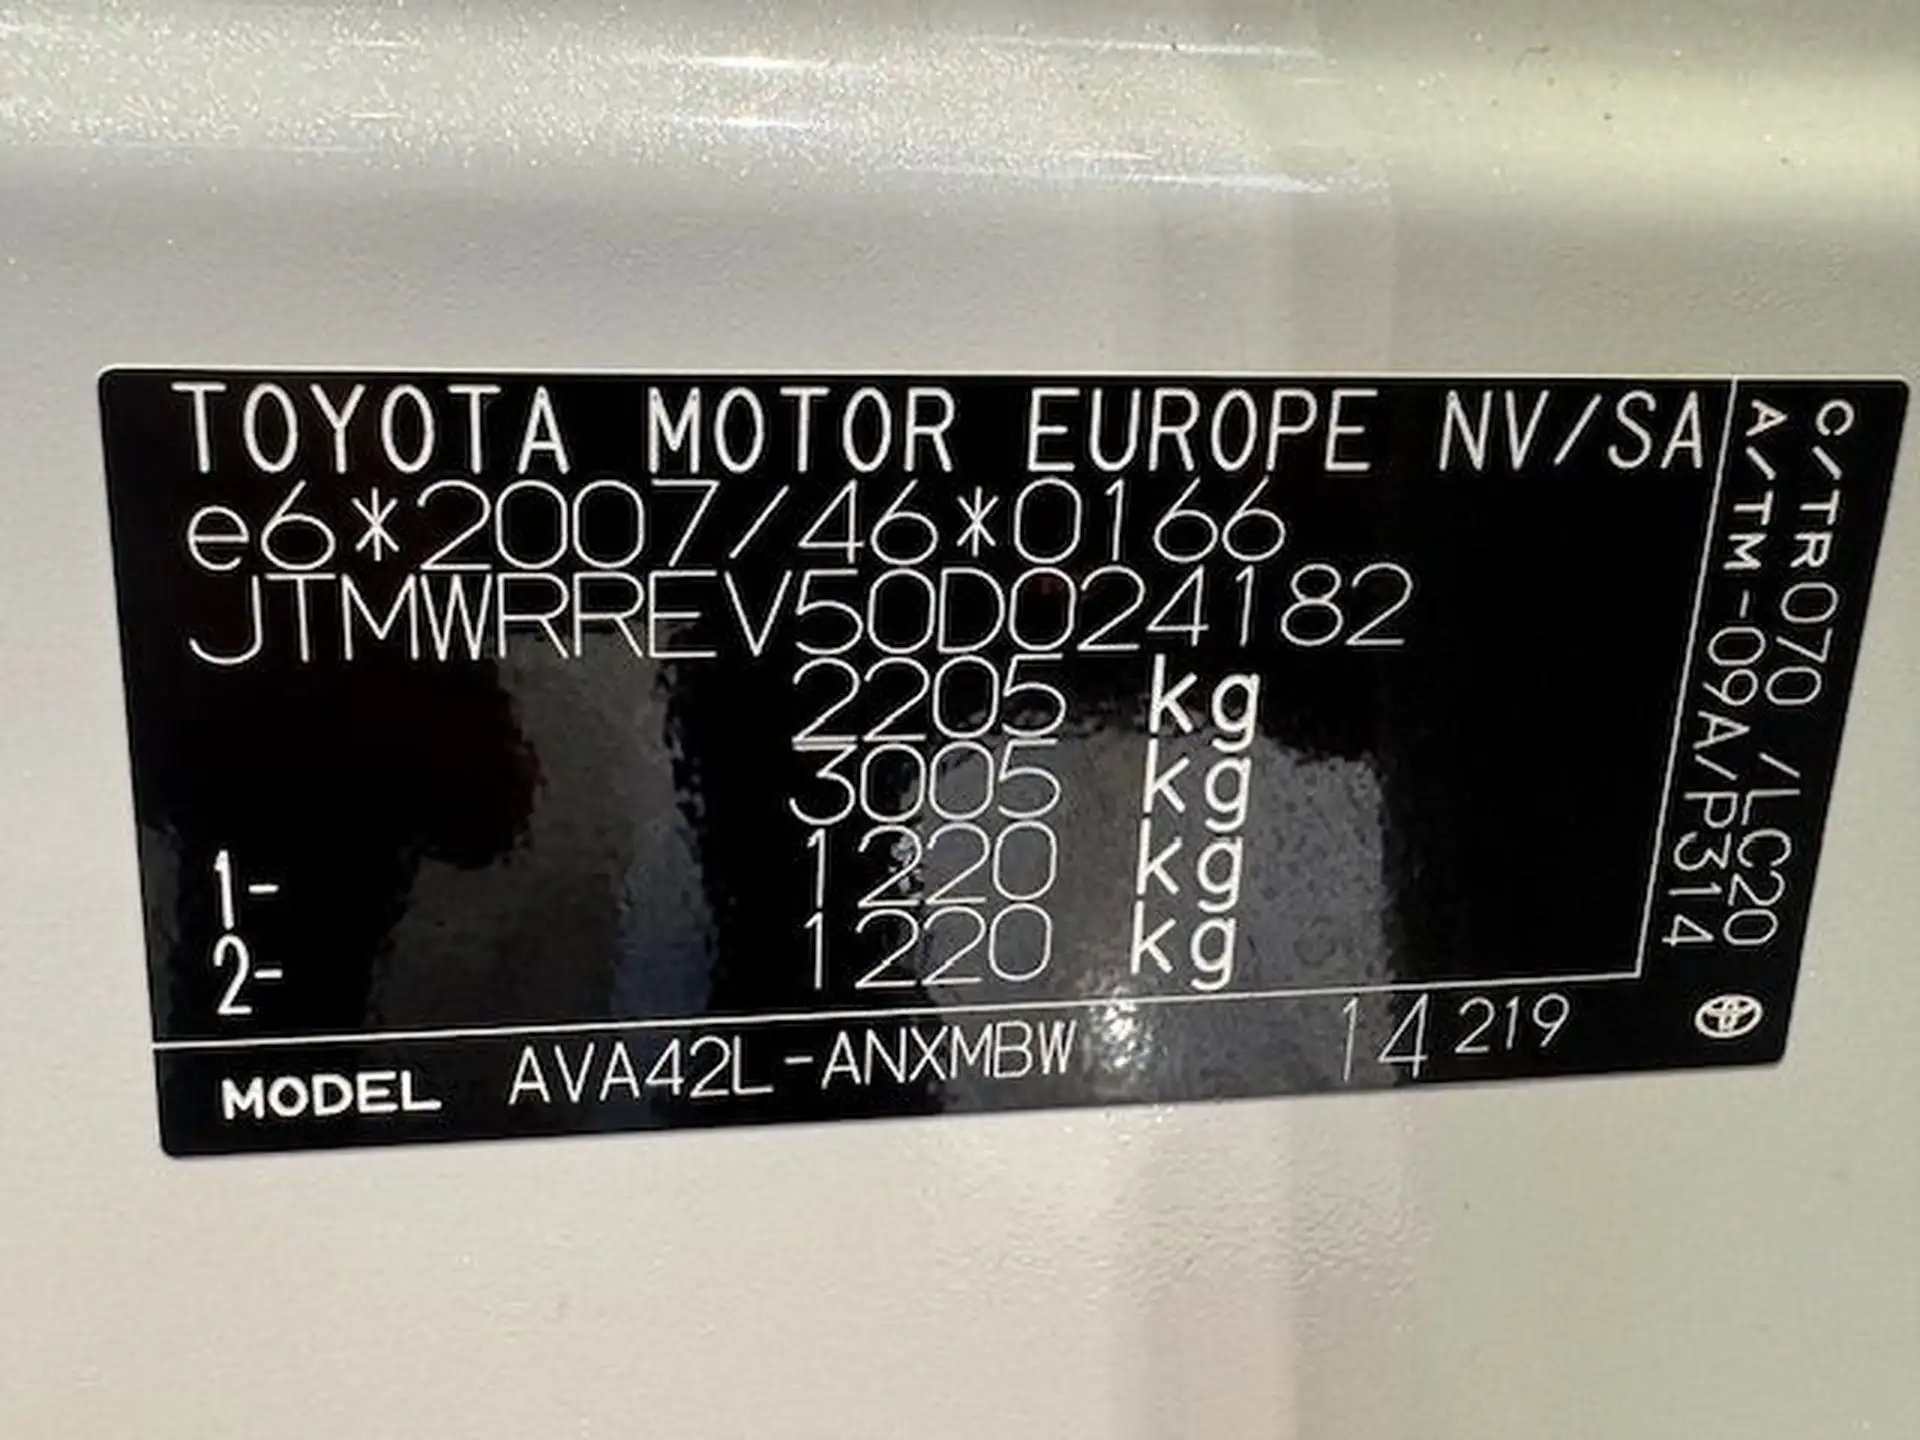 TOYOTA MOTOR EUROPE NV/SA
e6*2007/46*0166
JTMWRREV50D024182
2205 kg
3005 kg
1- 1220 kg
2- 1220 kg
MODEL AVA42L-ANXMBW 14 219
C/TR070 /LC20
A/TM-09A/P314